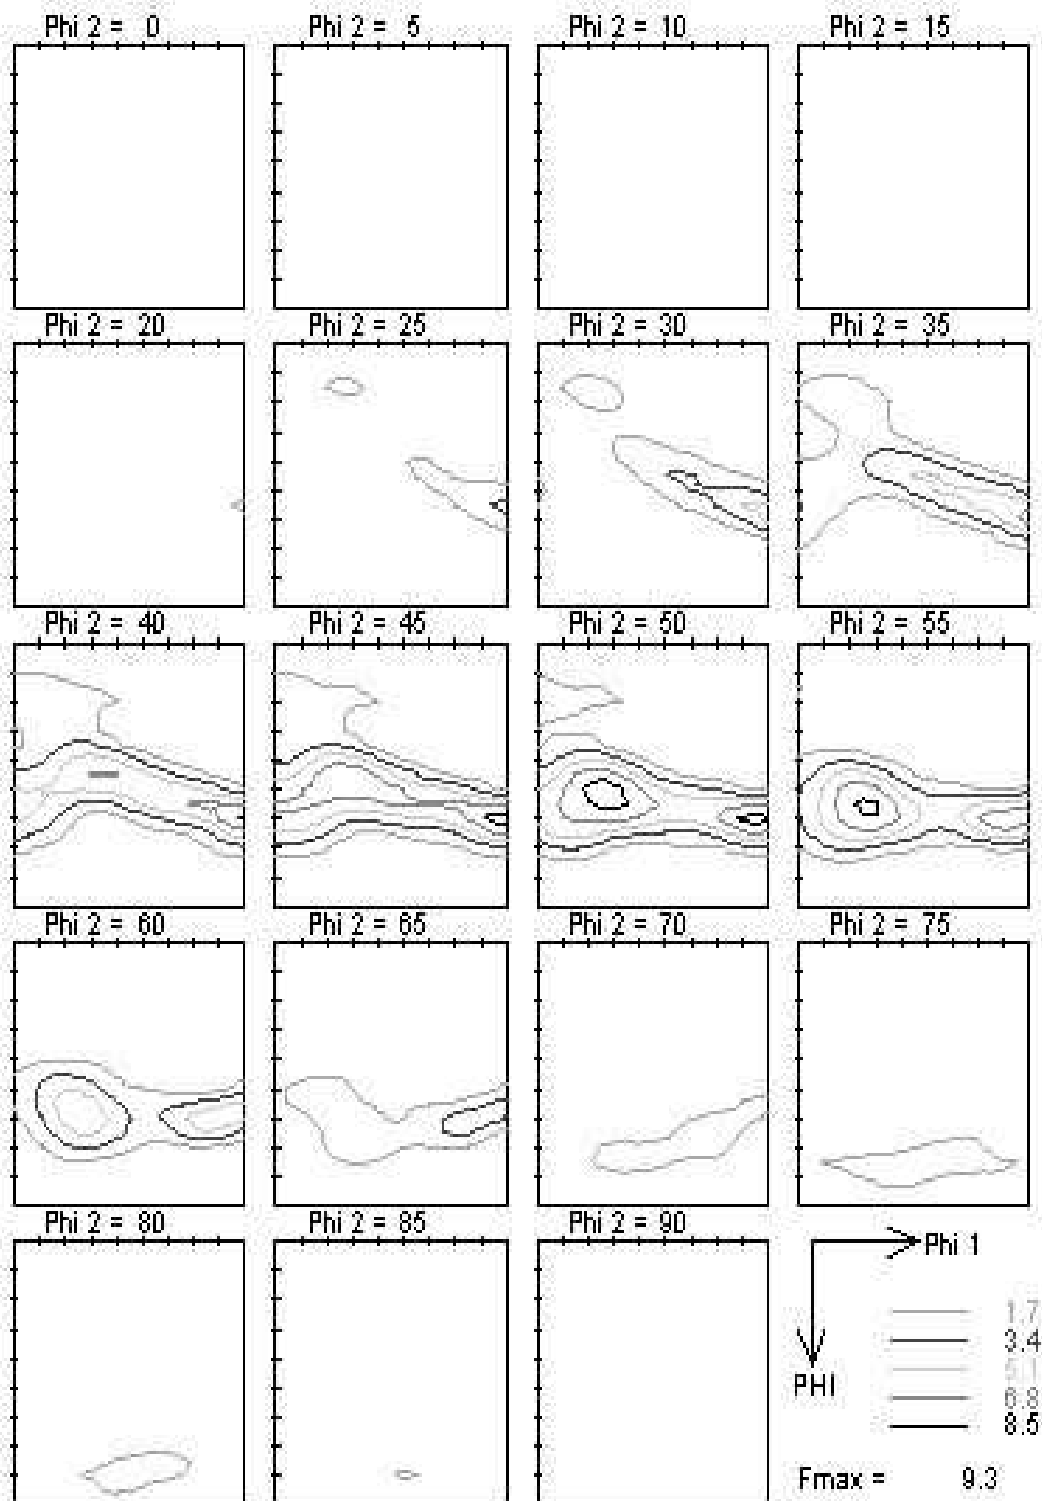 Phi 2 = 0
Phi 2 = 5
Phi 2 = 10
Phi 2 = 15
Phi 2 = 20
Phi 2 = 25
Phi 2 = 30
Phi 2 = 35
Phi 2 = 40
Phi 2 = 45
Phi 2 = 50
Phi 2 = 55
Phi 2 = 60
Phi 2 = 65
Phi 2 = 70
Phi 2 = 75
Phi 2 = 80
Phi 2 = 85
Phi 2 = 90
Phi 1
PHI
1.7
3.4
5.1
6.8
8.5
Fmax = 9.3